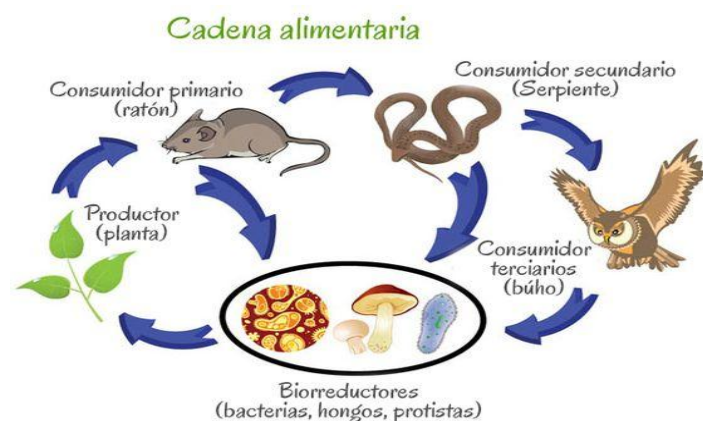 Cadena alimentaria
Consumidor primario
(ratón)
Consumidor secundario
(Serpiente)
Productor
(planta)
Consumidor
terciarios
(búho)
Biorreductores
(bacterias, hongos, protistas)